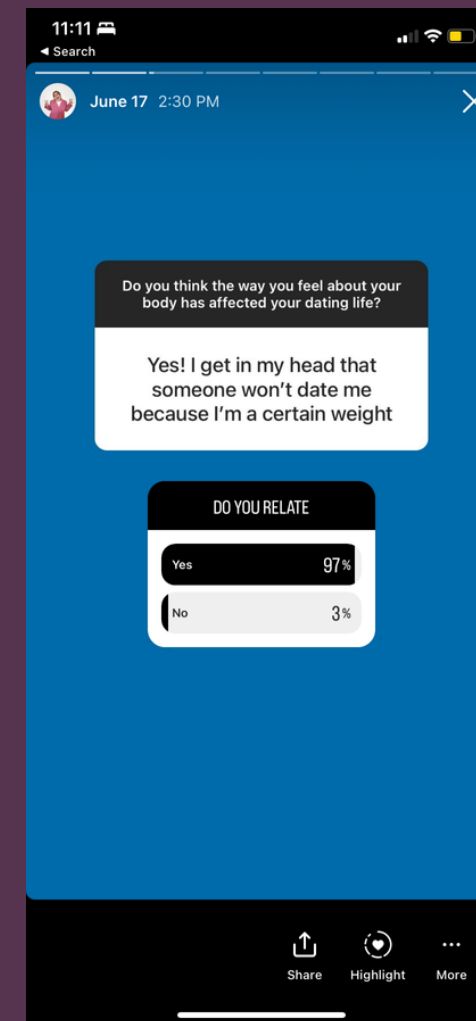 11:11
◄ Search
June 17 2:30 PM
Do you think the way you feel about your
body has affected your dating life?
Yes! I get in my head that
someone won't date me
because I'm a certain weight
DO YOU RELATE
Yes 97%
No 3%
Share Highlight More